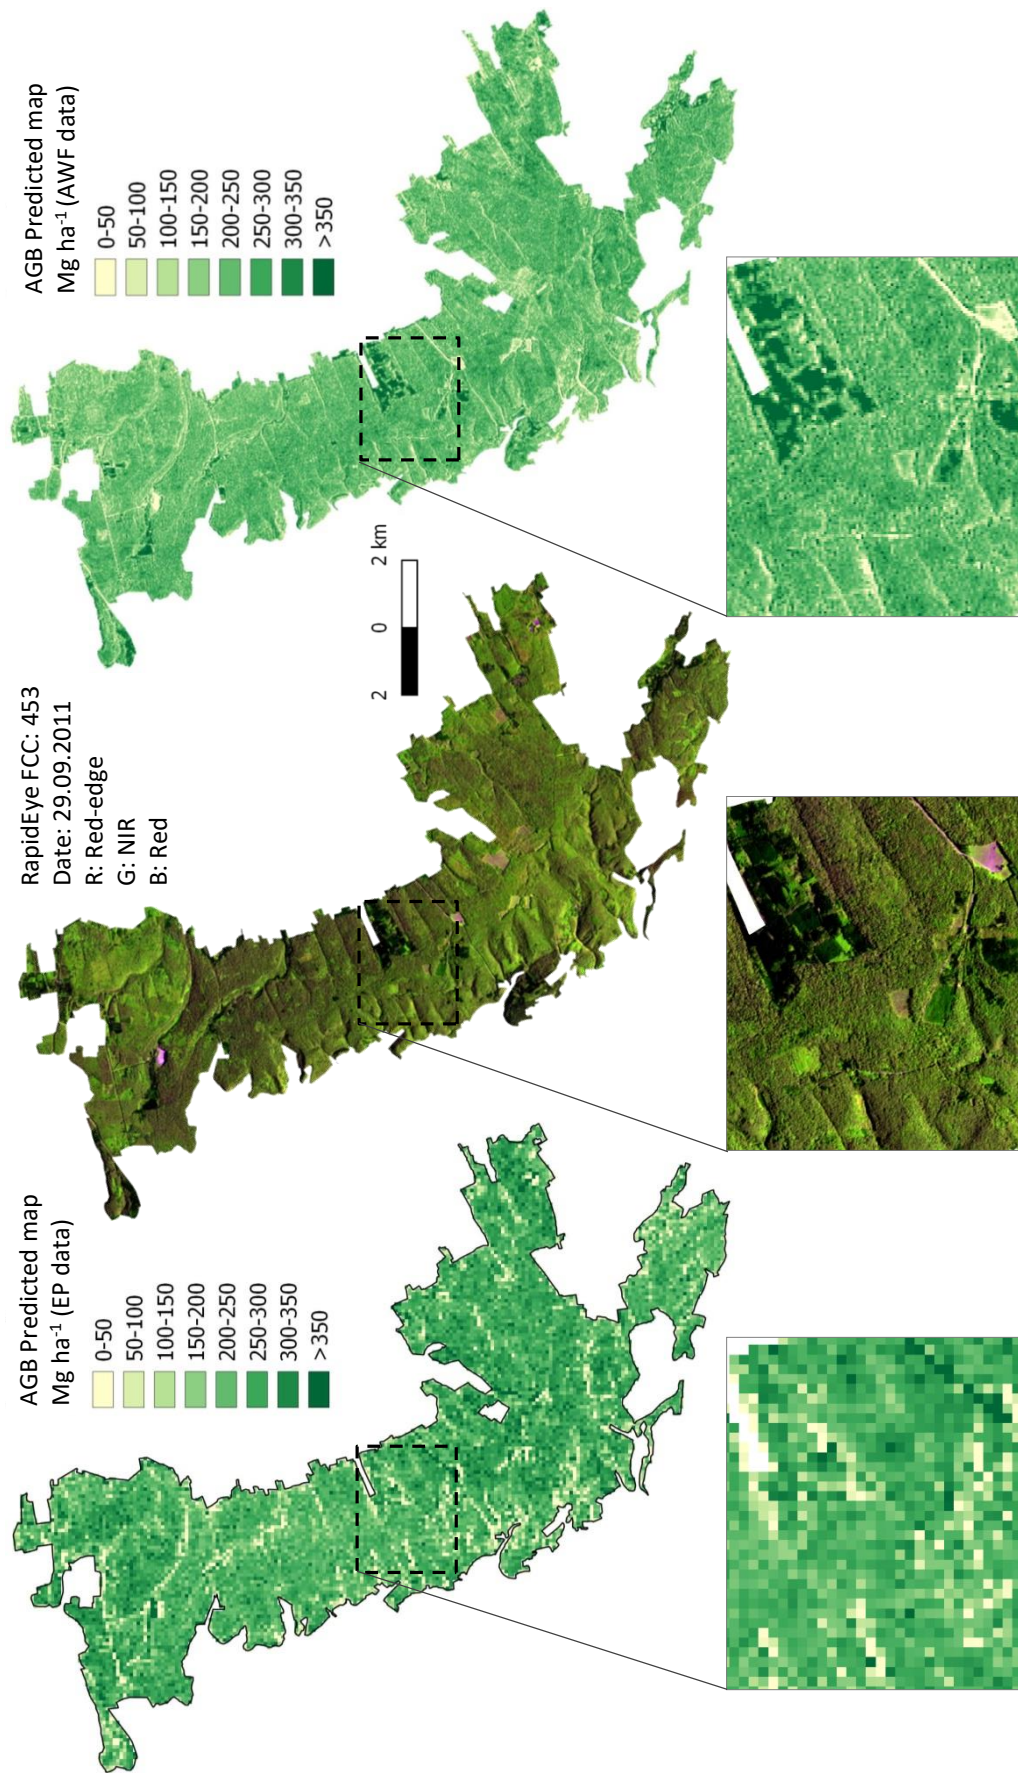 AGB Predicted map
Mg ha⁻¹ (EP data)
0-50
50-100
100-150
150-200
200-250
250-300
300-350
>350
RapidEye FCC: 453
Date: 29.09.2011
R: Red-edge
G: NIR
B: Red
2 0 2 km
AGB Predicted map
Mg ha⁻¹ (AWF data)
0-50
50-100
100-150
150-200
200-250
250-300
300-350
>350